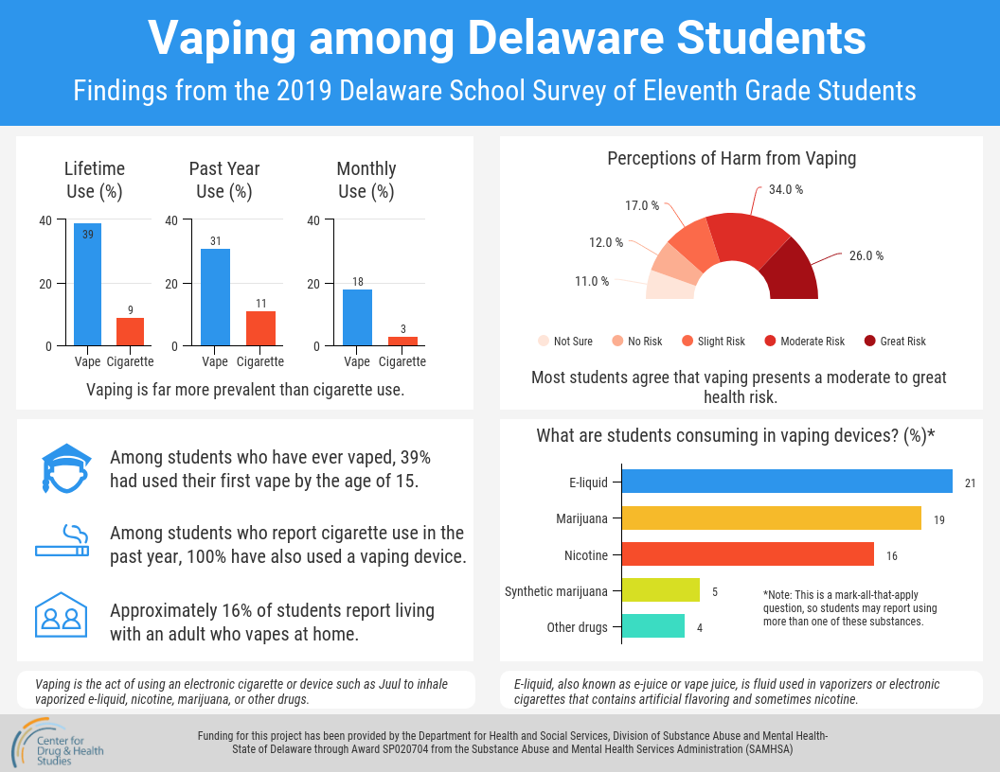 Vaping among Delaware Students
Findings from the 2019 Delaware School Survey of Eleventh Grade Students
Lifetime
Use (%)
40
20
0
39
9
Vape Cigarette
Past Year
Use (%)
40
20
0
31
11
Vape Cigarette
Monthly
Use (%)
40
20
0
18
3
Vape Cigarette
Vaping is far more prevalent than cigarette use.
Perceptions of Harm from Vaping
11.0 %
12.0 %
17.0 %
34.0 %
26.0 %
Not Sure No Risk Slight Risk Moderate Risk Great Risk
Most students agree that vaping presents a moderate to great
health risk.
Among students who have ever vaped, 39%
had used their first vape by the age of 15.
Among students who report cigarette use in the
past year, 100% have also used a vaping device.
Approximately 16% of students report living
with an adult who vapes at home.
What are students consuming in vaping devices? (%)*
E-liquid 21
Marijuana 19
Nicotine 16
Synthetic marijuana 5
Other drugs 4
*Note: This is a mark-all-that-apply
question, so students may report using
more than one of these substances.
Vaping is the act of using an electronic cigarette or device such as Juul to inhale
vaporized e-liquid, nicotine, marijuana, or other drugs.
E-liquid, also known as e-juice or vape juice, is fluid used in vaporizers or electronic
cigarettes that contains artificial flavoring and sometimes nicotine.
Center for
Drug & Health
Studies
Funding for this project has been provided by the Department for Health and Social Services, Division of Substance Abuse and Mental Health-
State of Delaware through Award SP020704 from the Substance Abuse and Mental Health Services Administration (SAMHSA)